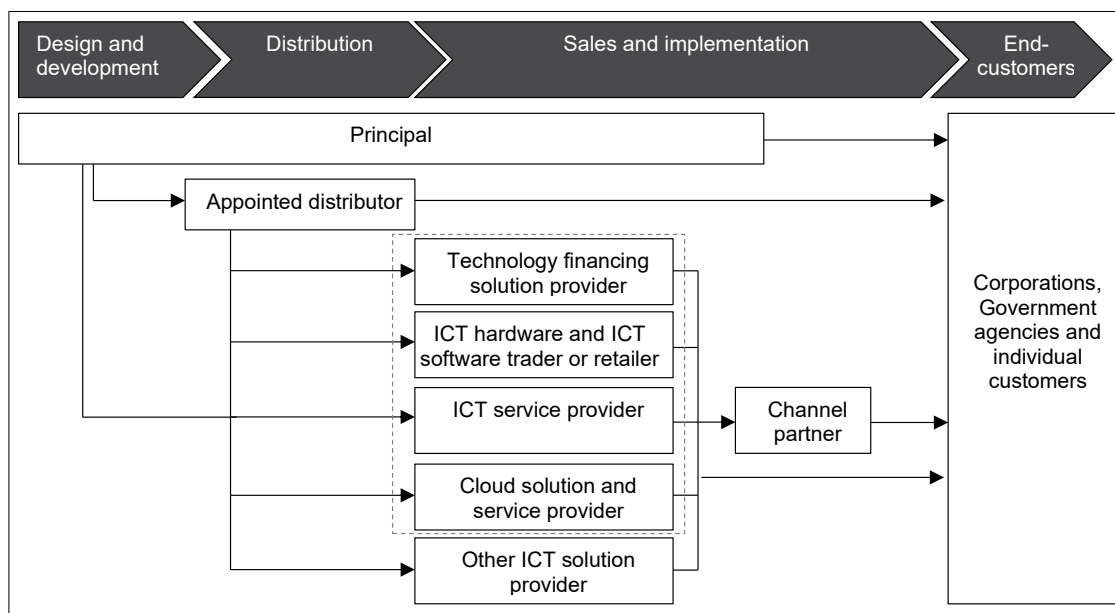 Design and
development
Distribution
Sales and implementation
End-
customers
Principal
Appointed distributor
Technology financing
solution provider
ICT hardware and ICT
software trader or retailer
ICT service provider
Cloud solution and
service provider
Other ICT solution
provider
Channel
partner
Corporations,
Government
agencies and
individual
customers